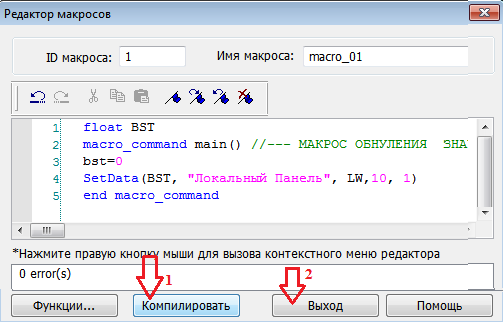 Редактор макросов
ID макроса: 1 Имя макроса: macro_01
1 float BST
2 macro_command main() //--- МАКРОС ОБНУЛЕНИЯ ЗНА
3 bst=0
4 SetData(BST, "Локальный Панель", LW,10, 1)
5 end macro_command
*Нажмите правую кнопку мыши для вызова контекстного меню редактора
0 error(s)
1 2
Функции... Компилировать Выход Помощь